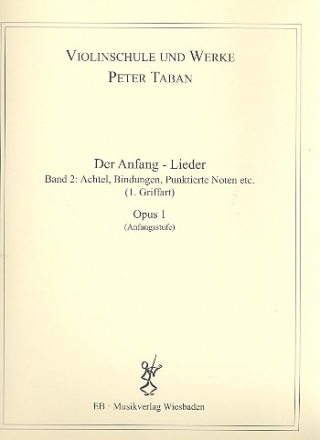 VIOLINSCHULE UND WERKE
PETER TABAN
Der Anfang - Lieder
Band 2: Achtel, Bindungen, Punktierte Noten etc.
(1. Griffart)
Opus 1
(Anfangsstufe)
EB · Musikverlag Wiesbaden